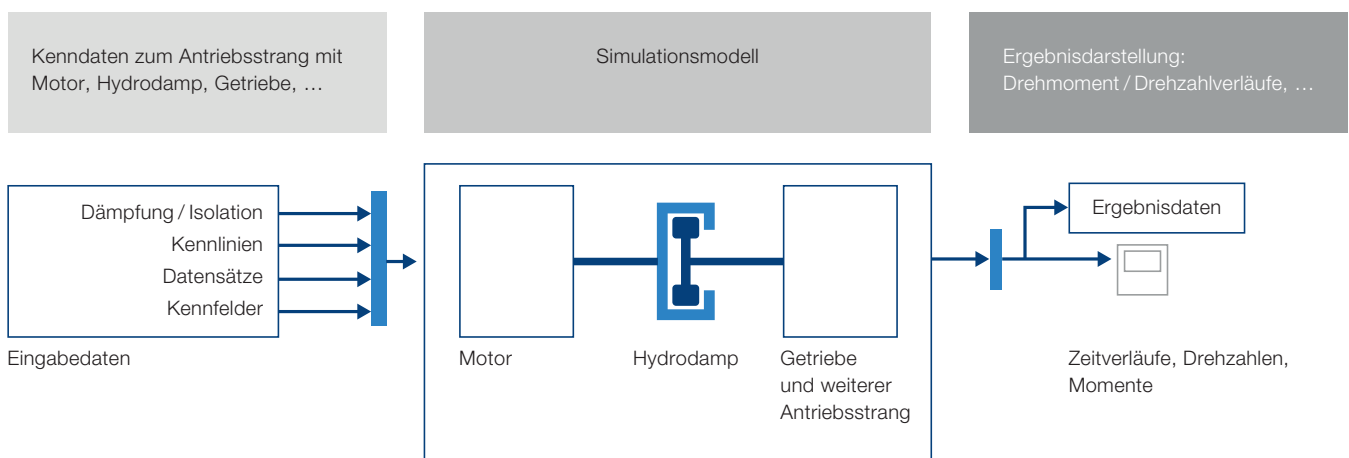 Kenndaten zum Antriebsstrang mit
Motor, Hydrodamp, Getriebe, …
Simulationsmodell
Ergebnisdarstellung:
Drehmoment / Drehzahlverläufe, …
Dämpfung / Isolation
Kennlinien
Datensätze
Kennfelder
Eingabedaten
Motor
Hydrodamp
Getriebe
und weiterer
Antriebsstrang
Ergebnisdaten
Zeitverläufe, Drehzahlen,
Momente